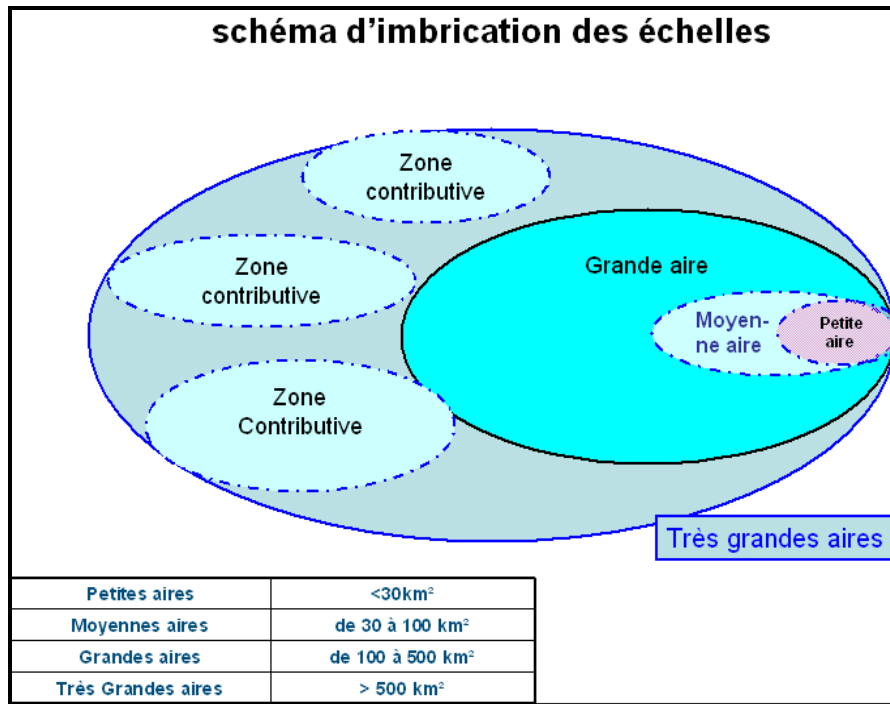 schéma d’imbrication des échelles
Zone
contributive
Zone
contributive
Grande aire
Moyen-
ne aire
Petite
aire
Zone
Contributive
Très grandes aires
Petites aires <30km²
Moyennes aires de 30 à 100 km²
Grandes aires de 100 à 500 km²
Très Grandes aires > 500 km²